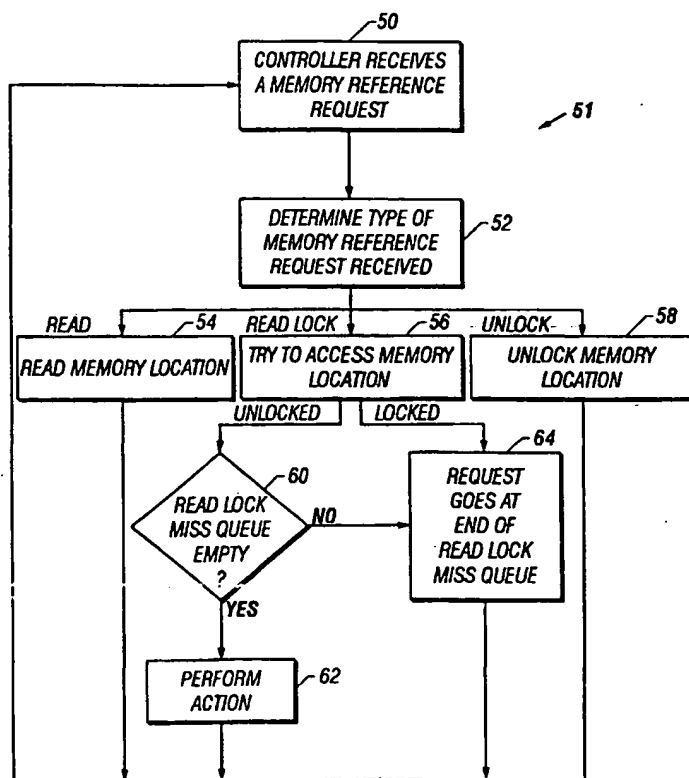 50
CONTROLLER RECEIVES
A MEMORY REFERENCE
REQUEST
51
DETERMINE TYPE OF
MEMORY REFERENCE
REQUEST RECEIVED
52
READ
54
READ LOCK
56
UNLOCK
58
READ MEMORY LOCATION
TRY TO ACCESS MEMORY
LOCATION
UNLOCK MEMORY
LOCATION
UNLOCKED
LOCKED
60
64
READ LOCK
MISS QUEUE
EMPTY
?
NO
REQUEST
GOES AT
END OF
READ LOCK
MISS QUEUE
YES
PERFORM
ACTION
62